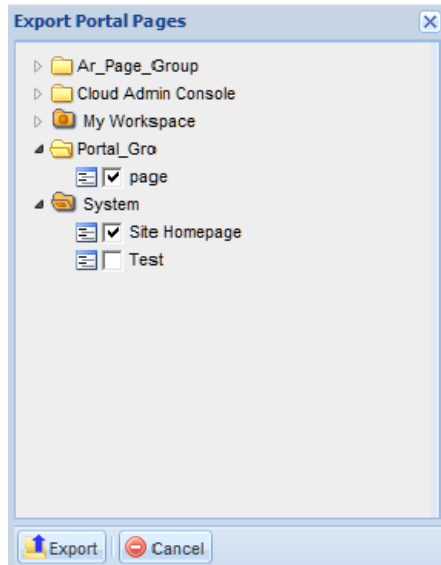 Export Portal Pages
Ar_Page_Group
Cloud Admin Console
My Workspace
Portal_Gro
page
System
Site Homepage
Test
Export Cancel